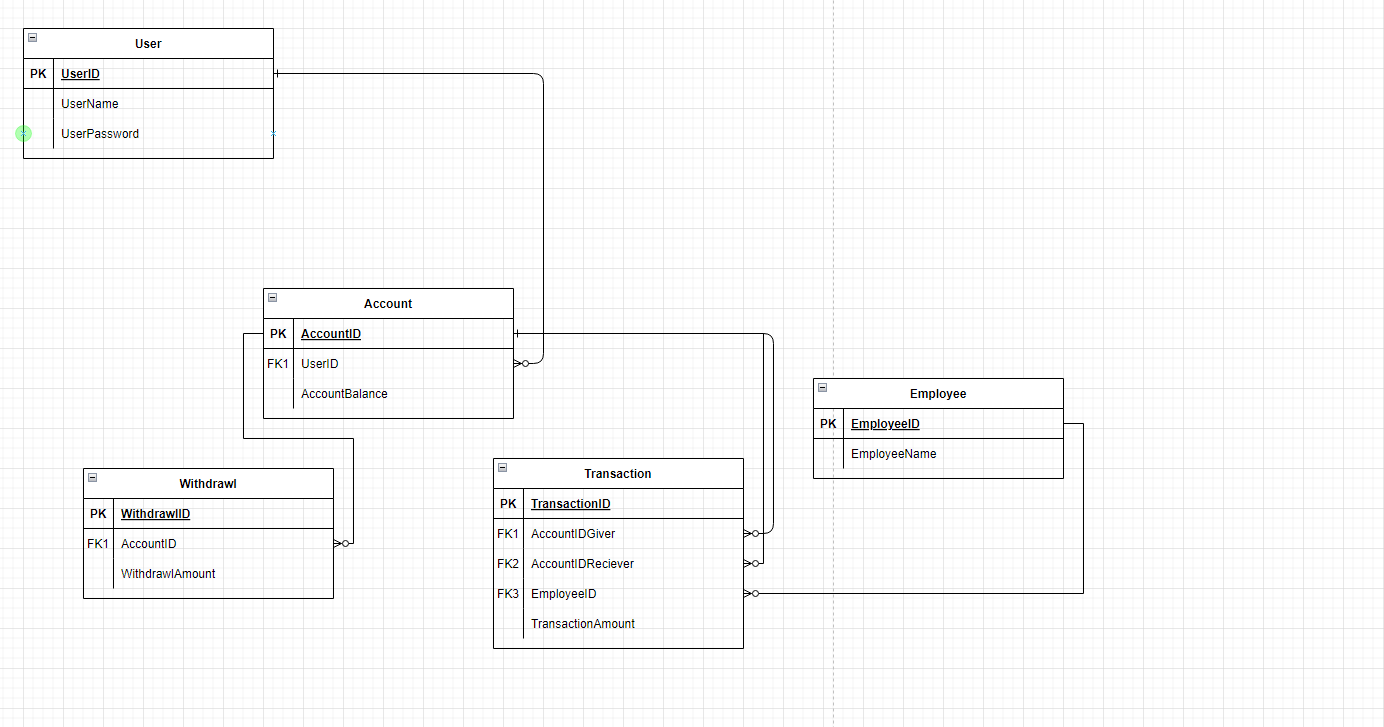 User
PK UserID
UserName
UserPassword
Account
PK AccountID
FK1 UserID
AccountBalance
Employee
PK EmployeeID
EmployeeName
Withdrawl
PK WithdrawlID
FK1 AccountID
WithdrawlAmount
Transaction
PK TransactionID
FK1 AccountIDGiver
FK2 AccountIDReciever
FK3 EmployeeID
TransactionAmount